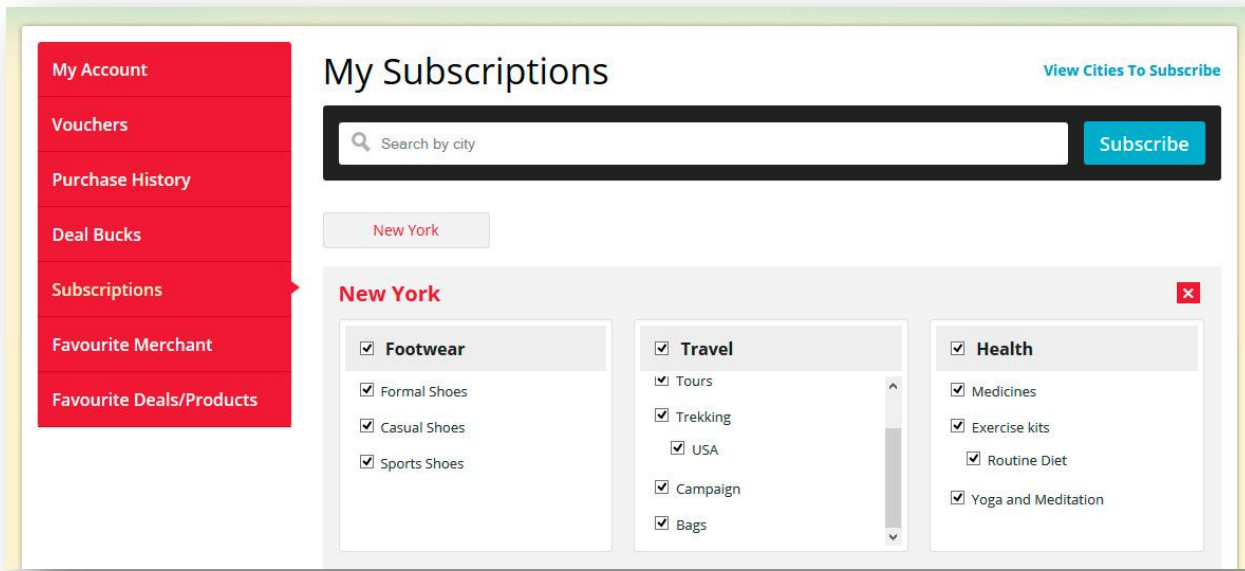 My Account
Vouchers
Purchase History
Deal Bucks
Subscriptions
Favourite Merchant
Favourite Deals/Products
My Subscriptions
View Cities To Subscribe
Search by city
Subscribe
New York
New York
Footwear
Formal Shoes
Casual Shoes
Sports Shoes
Travel
Tours
Trekking
USA
Campaign
Bags
Health
Medicines
Exercise kits
Routine Diet
Yoga and Meditation